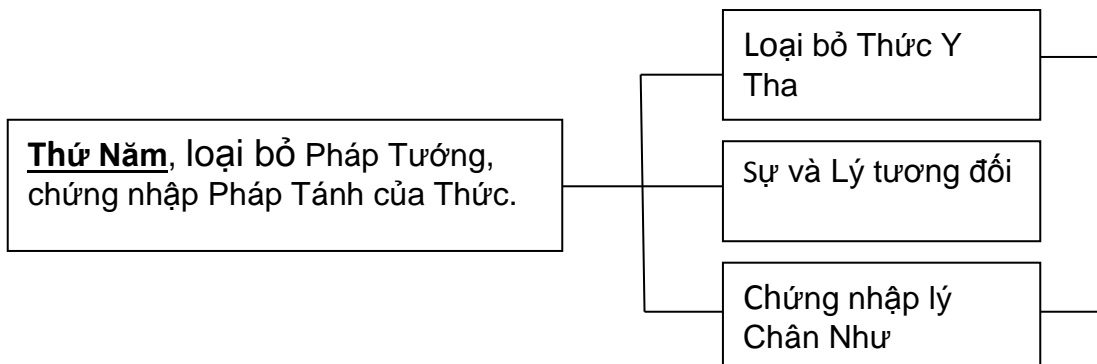 Thứ Năm, loại bỏ Pháp Tướng,
chứng nhập Pháp Tánh của Thức.
Loại bỏ Thức Y
Tha
Sự và Lý tương đối
Chứng nhập lý
Chân Như